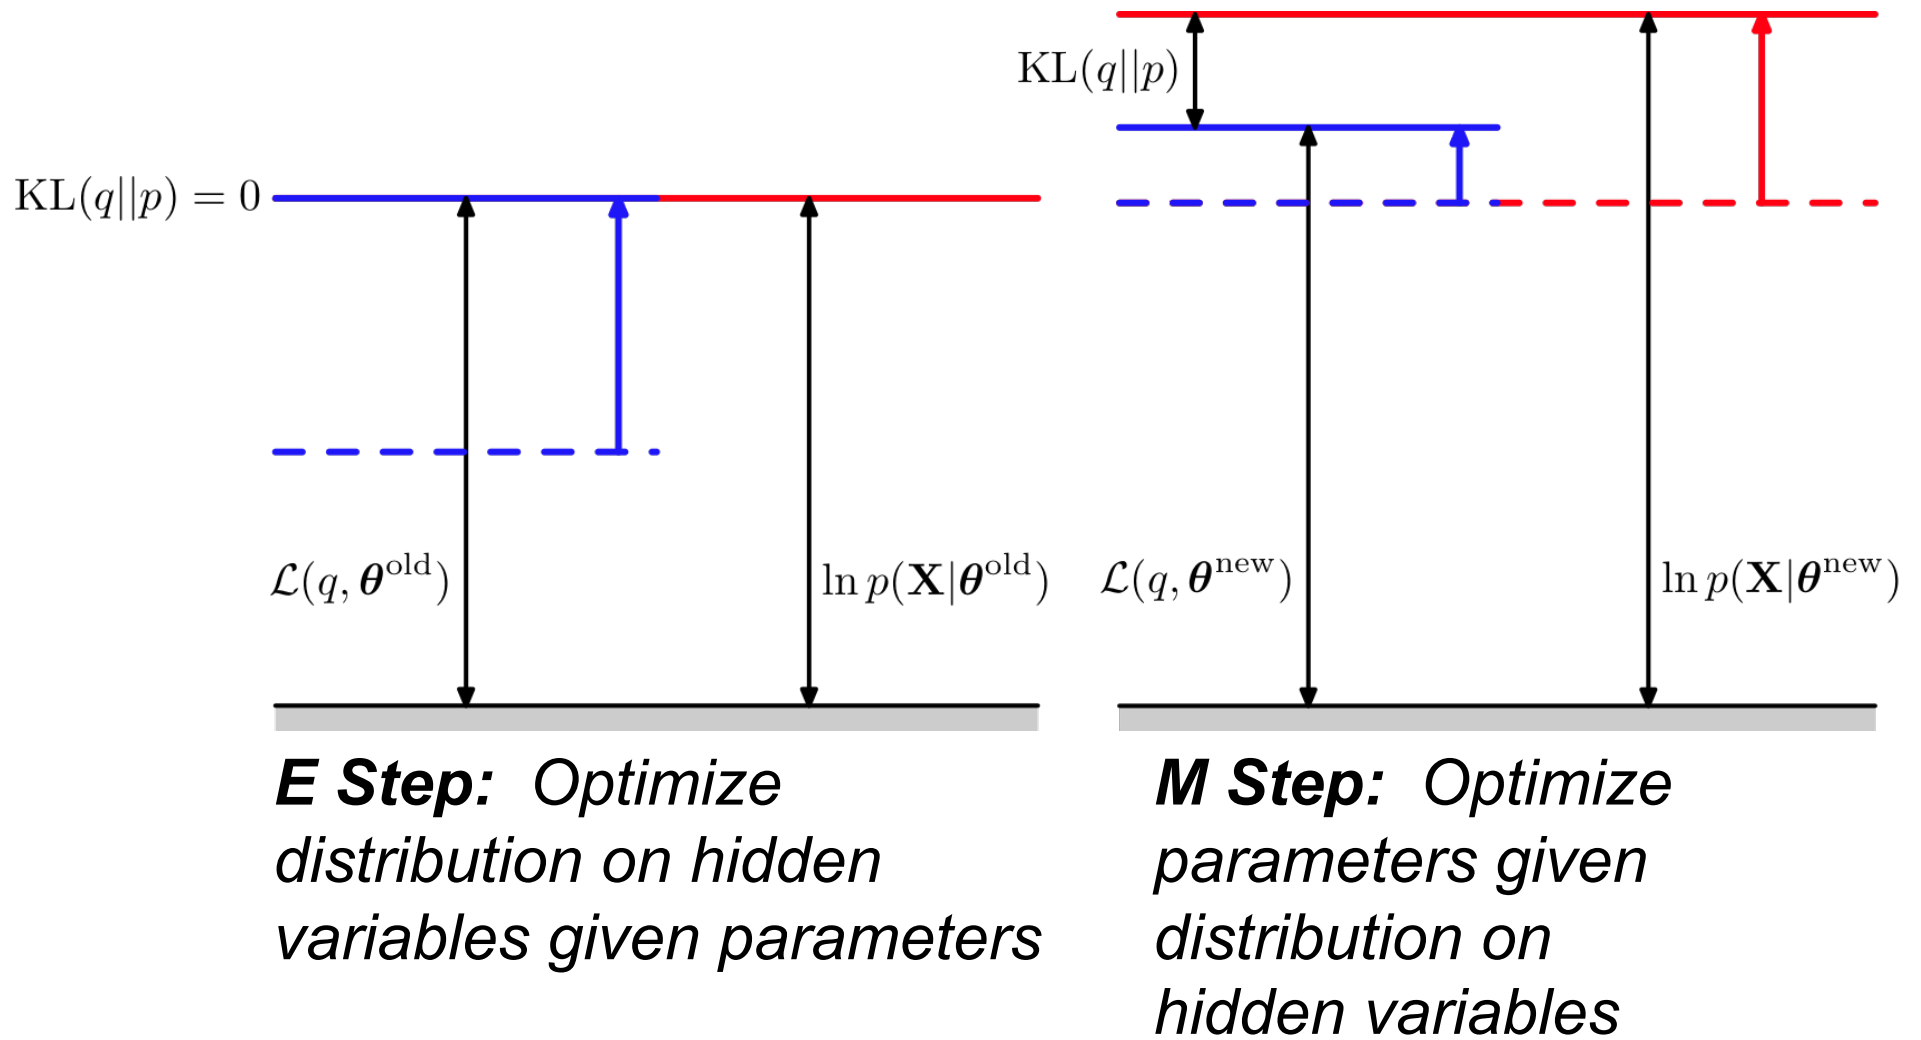 KL(q||p) = 0
ℒ(q, θ^old)
ln p(X|θ^old)
E Step: Optimize
distribution on hidden
variables given parameters
KL(q||p)
ℒ(q, θ^new)
ln p(X|θ^new)
M Step: Optimize
parameters given
distribution on
hidden variables